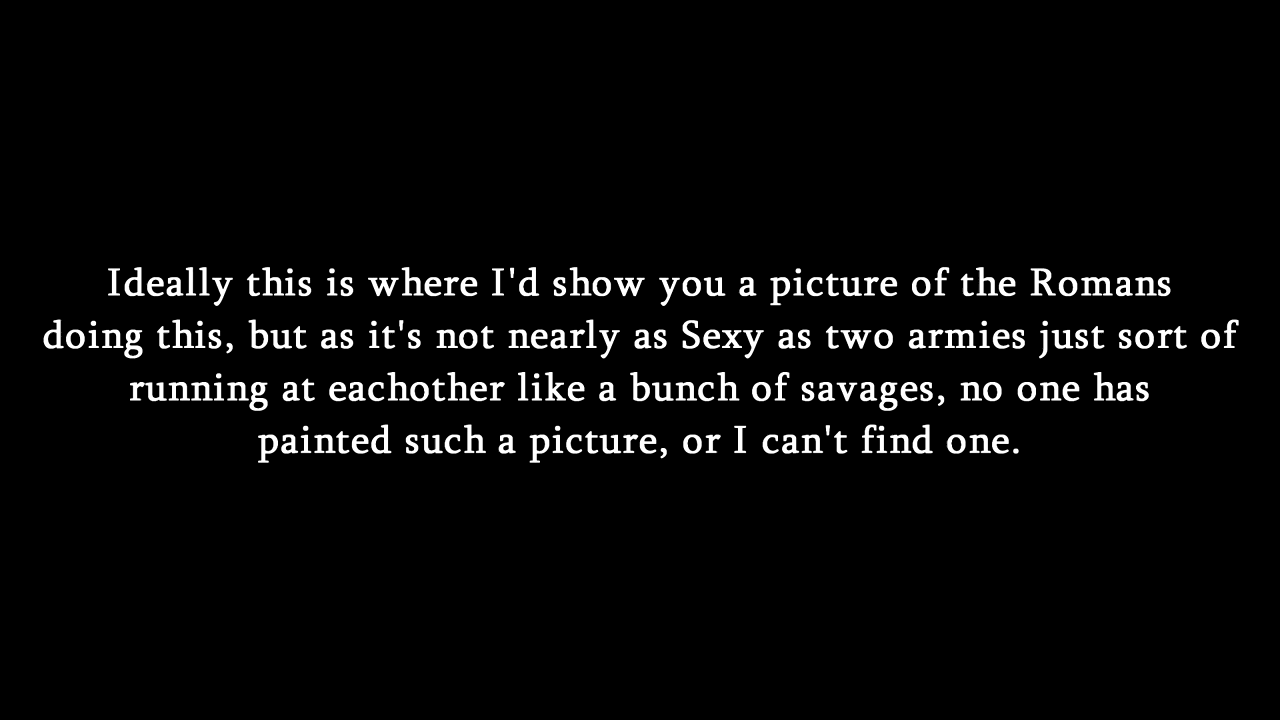 Ideally this is where I'd show you a picture of the Romans
doing this, but as it's not nearly as Sexy as two armies just sort of
running at eachother like a bunch of savages, no one has
painted such a picture, or I can't find one.